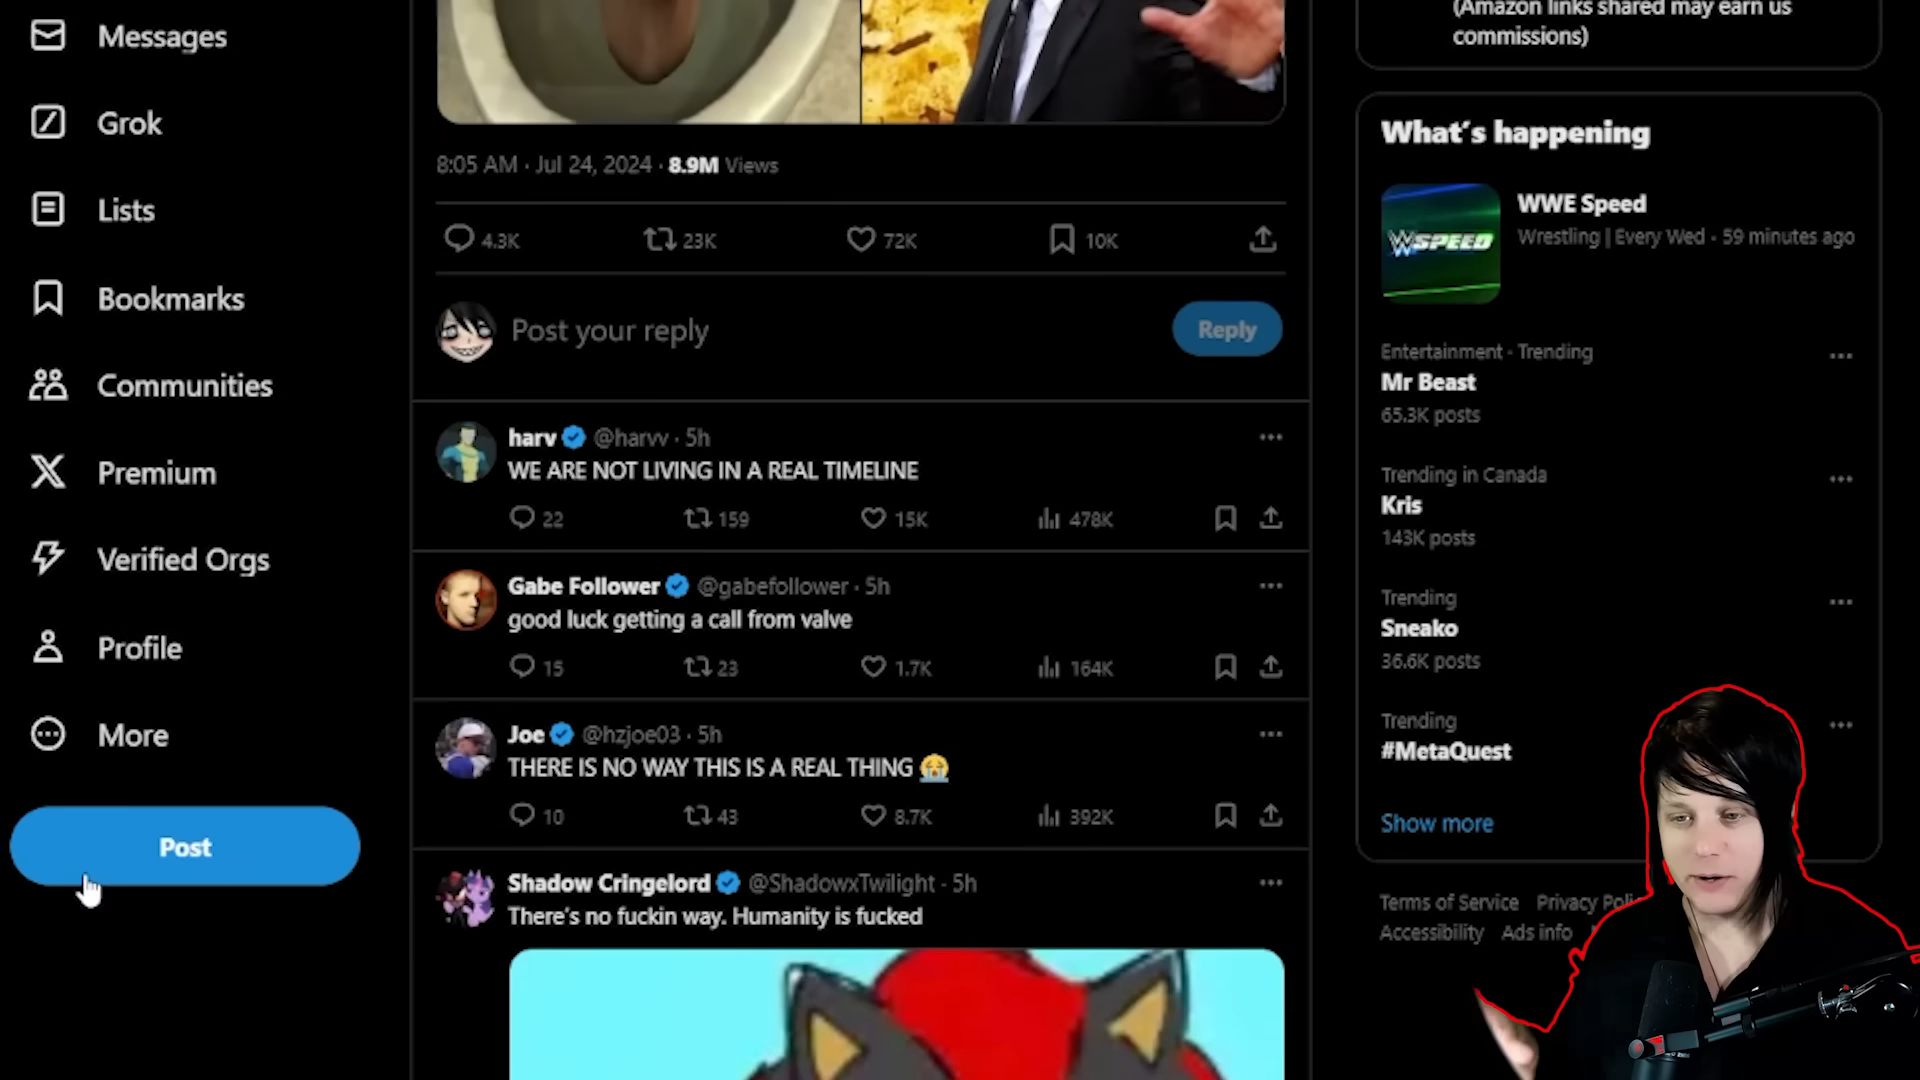 Messages
Grok
Lists
Bookmarks
Communities
Premium
Verified Orgs
Profile
More
Post
8:05 AM · Jul 24, 2024 · 8.9M Views
4.3K 23K 72K 10K
Post your reply
Reply
harv @harvv · 5h
WE ARE NOT LIVING IN A REAL TIMELINE
22 159 15K 478K
Gabe Follower @gabefollower · 5h
good luck getting a call from valve
15 23 1.7K 164K
Joe @hzjoe03 · 5h
THERE IS NO WAY THIS IS A REAL THING 😭
10 43 8.7K 392K
Shadow Cringelord @ShadowxTwilight · 5h
There's no fuckin way. Humanity is fucked
(Amazon links shared may earn us
commissions)
What's happening
WSPEED
WWE Speed
Wrestling | Every Wed · 59 minutes ago
Entertainment · Trending
Mr Beast
65.3K posts
Trending in Canada
Kris
143K posts
Trending
Sneako
36.6K posts
Trending
#MetaQuest
Show more
Terms of Service Privacy
Accessibility Ads info